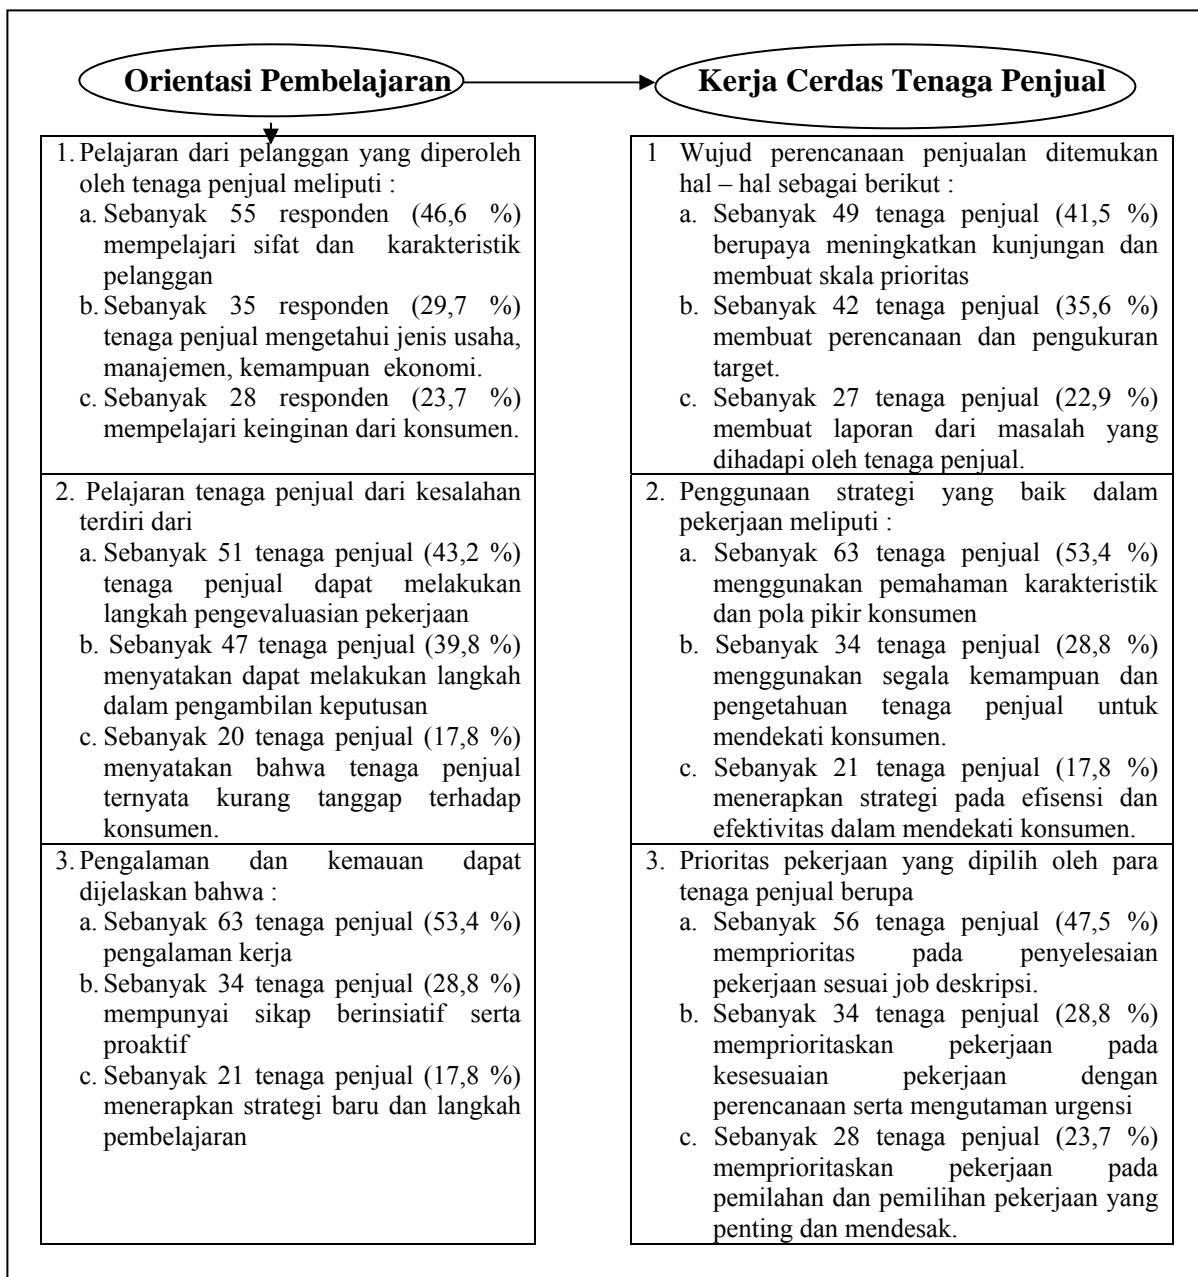 Orientasi Pembelajaran
Kerja Cerdas Tenaga Penjual
1. Pelajaran dari pelanggan yang diperoleh
oleh tenaga penjual meliputi :
a. Sebanyak 55 responden (46,6 %)
mempelajari sifat dan karakteristik
pelanggan
b. Sebanyak 35 responden (29,7 %)
tenaga penjual mengetahui jenis usaha,
manajemen, kemampuan ekonomi.
c. Sebanyak 28 responden (23,7 %)
mempelajari keinginan dari konsumen.
2. Pelajaran tenaga penjual dari kesalahan
terdiri dari
a. Sebanyak 51 tenaga penjual (43,2 %)
tenaga penjual dapat melakukan
langkah pengevaluasian pekerjaan
b. Sebanyak 47 tenaga penjual (39,8 %)
menyatakan dapat melakukan langkah
dalam pengambilan keputusan
c. Sebanyak 20 tenaga penjual (17,8 %)
menyatakan bahwa tenaga penjual
ternyata kurang tanggap terhadap
konsumen.
3. Pengalaman dan kemauan dapat
dijelaskan bahwa :
a. Sebanyak 63 tenaga penjual (53,4 %)
pengalaman kerja
b. Sebanyak 34 tenaga penjual (28,8 %)
mempunyai sikap berinsiatif serta
proaktif
c. Sebanyak 21 tenaga penjual (17,8 %)
menerapkan strategi baru dan langkah
pembelajaran
1 Wujud perencanaan penjualan ditemukan
hal – hal sebagai berikut :
a. Sebanyak 49 tenaga penjual (41,5 %)
berupaya meningkatkan kunjungan dan
membuat skala prioritas
b. Sebanyak 42 tenaga penjual (35,6 %)
membuat perencanaan dan pengukuran
target.
c. Sebanyak 27 tenaga penjual (22,9 %)
membuat laporan dari masalah yang
dihadapi oleh tenaga penjual.
2. Penggunaan strategi yang baik dalam
pekerjaan meliputi :
a. Sebanyak 63 tenaga penjual (53,4 %)
menggunakan pemahaman karakteristik
dan pola pikir konsumen
b. Sebanyak 34 tenaga penjual (28,8 %)
menggunakan segala kemampuan dan
pengetahuan tenaga penjual untuk
mendekati konsumen.
c. Sebanyak 21 tenaga penjual (17,8 %)
menerapkan strategi pada efisensi dan
efektivitas dalam mendekati konsumen.
3. Prioritas pekerjaan yang dipilih oleh para
tenaga penjual berupa
a. Sebanyak 56 tenaga penjual (47,5 %)
memprioritas pada penyelesaian
pekerjaan sesuai job deskripsi.
b. Sebanyak 34 tenaga penjual (28,8 %)
memprioritaskan pekerjaan pada
kesesuaian pekerjaan dengan
perencanaan serta mengutaman urgensi
c. Sebanyak 28 tenaga penjual (23,7 %)
memprioritaskan pekerjaan pada
pemilahan dan pemilihan pekerjaan yang
penting dan mendesak.